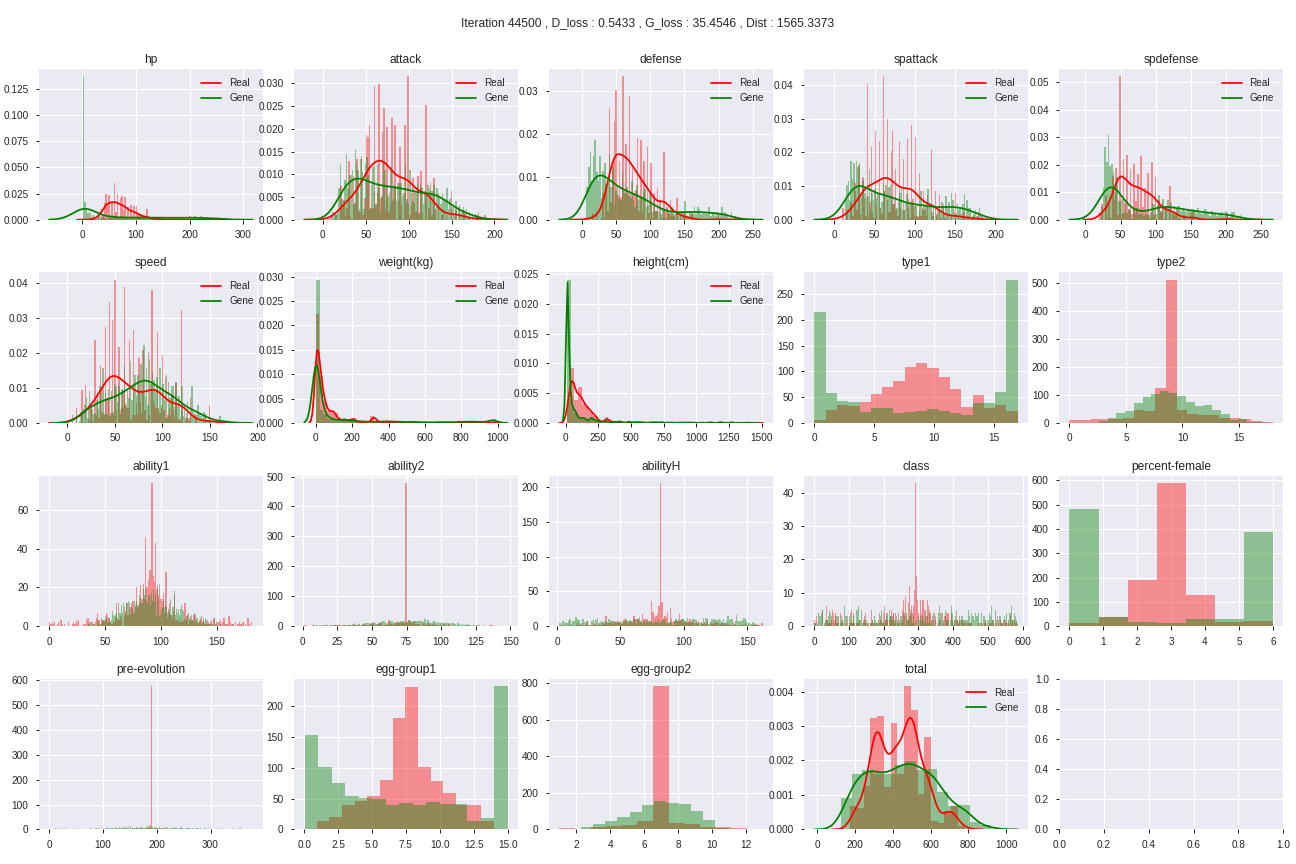 Iteration 44500 , D_loss : 0.5433 , G_loss : 35.4546 , Dist : 1565.3373
hp
attack
defense
spattack
spdefense
Real
Gene
Real
Gene
Real
Gene
Real
Gene
Real
Gene
0.125
0.100
0.075
0.050
0.025
0.000
0.030
0.025
0.020
0.015
0.010
0.005
0.000
0.03
0.02
0.01
0.00
0.04
0.03
0.02
0.01
0.00
0.05
0.04
0.03
0.02
0.01
0.00
0 100 200 300
0 50 100 150 200
0 50 100 150 200 250
0 50 100 150 200
0 50 100 150 200 250
speed
weight(kg)
height(cm)
type1
type2
Real
Gene
Real
Gene
Real
Gene
0.04
0.03
0.02
0.01
0.00
0.030
0.025
0.020
0.015
0.010
0.005
0.000
0.025
0.020
0.015
0.010
0.005
0.000
250
200
150
100
50
0
500
400
300
200
100
0
0 50 100 150 200
0 200 400 600 800 1000
0 250 500 750 1000 1250 1500
0 5 10 15
0 5 10 15
ability1
ability2
abilityH
class
percent-female
60
40
20
0
500
400
300
200
100
0
200
150
100
50
0
40
30
20
10
0
600
500
400
300
200
100
0
0 50 100 150
0 25 50 75 100 125 150
0 50 100 150
0 100 200 300 400 500 600
0 1 2 3 4 5 6
pre-evolution
egg-group1
egg-group2
total
Real
Gene
600
500
400
300
200
100
0
200
150
100
50
0
800
600
400
200
0
0.004
0.003
0.002
0.001
0.000
1.0
0.8
0.6
0.4
0.2
0.0
0 100 200 300
0.0 2.5 5.0 7.5 10.0 12.5 15.0
2 4 6 8 10 12
0 200 400 600 800 1000
0.0 0.2 0.4 0.6 0.8 1.0